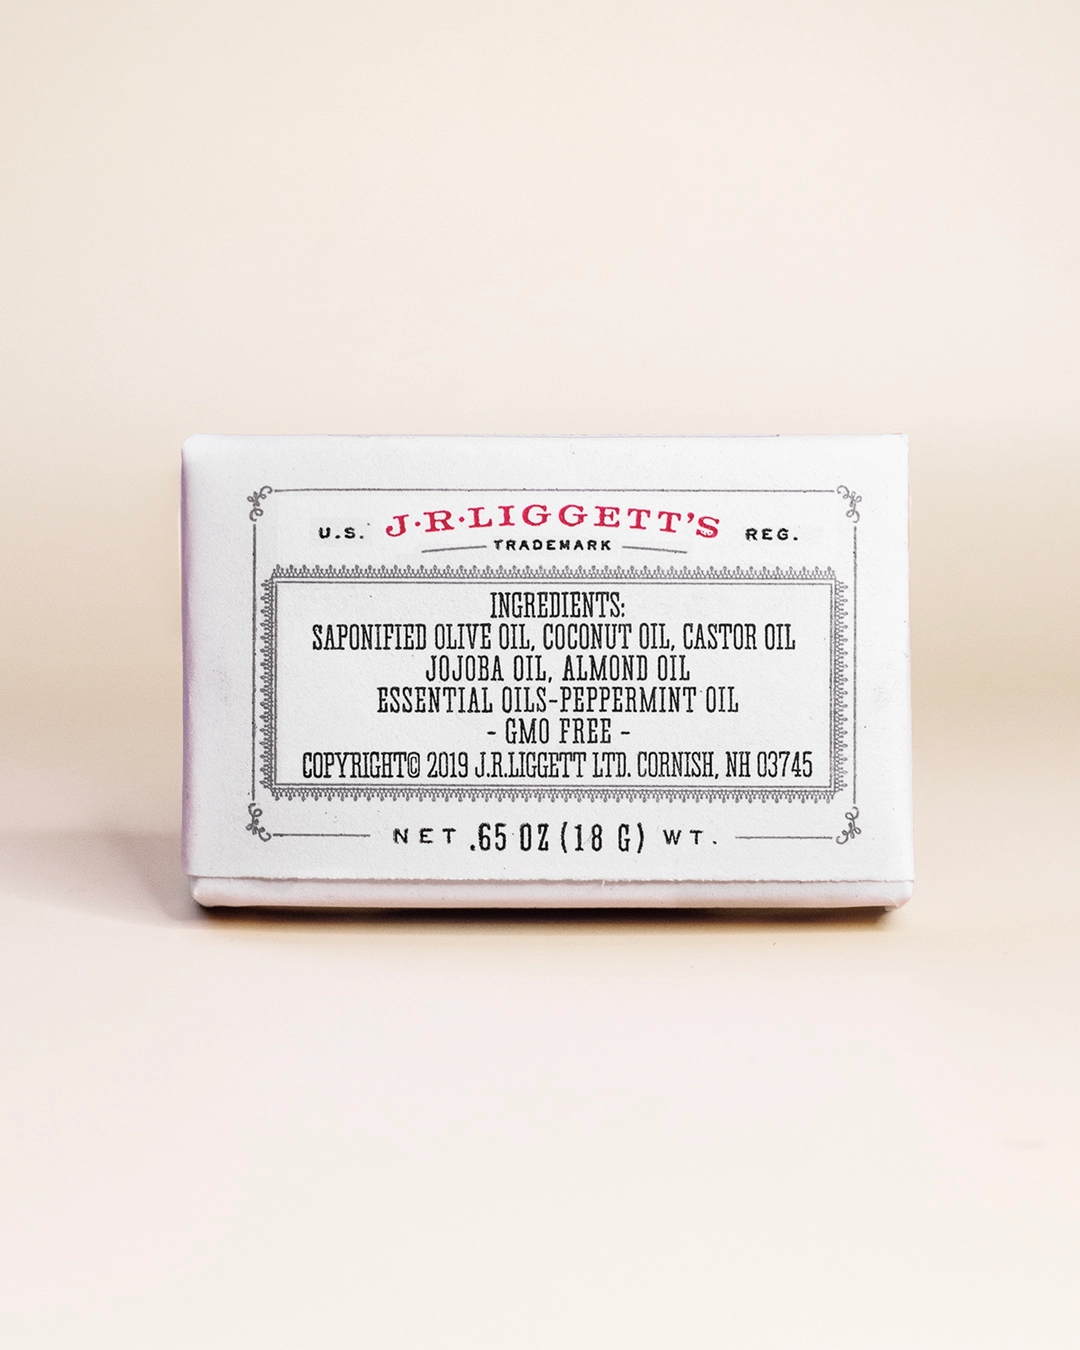 U.S. J·R·LIGGETT'S REG.
TRADEMARK
INGREDIENTS:
SAPONIFIED OLIVE OIL, COCONUT OIL, CASTOR OIL
JOJOBA OIL, ALMOND OIL
ESSENTIAL OILS-PEPPERMINT OIL
- GMO FREE -
COPYRIGHT© 2019 J.R.LIGGETT LTD. CORNISH, NH 03745
NET .65 OZ (18 G) WT.